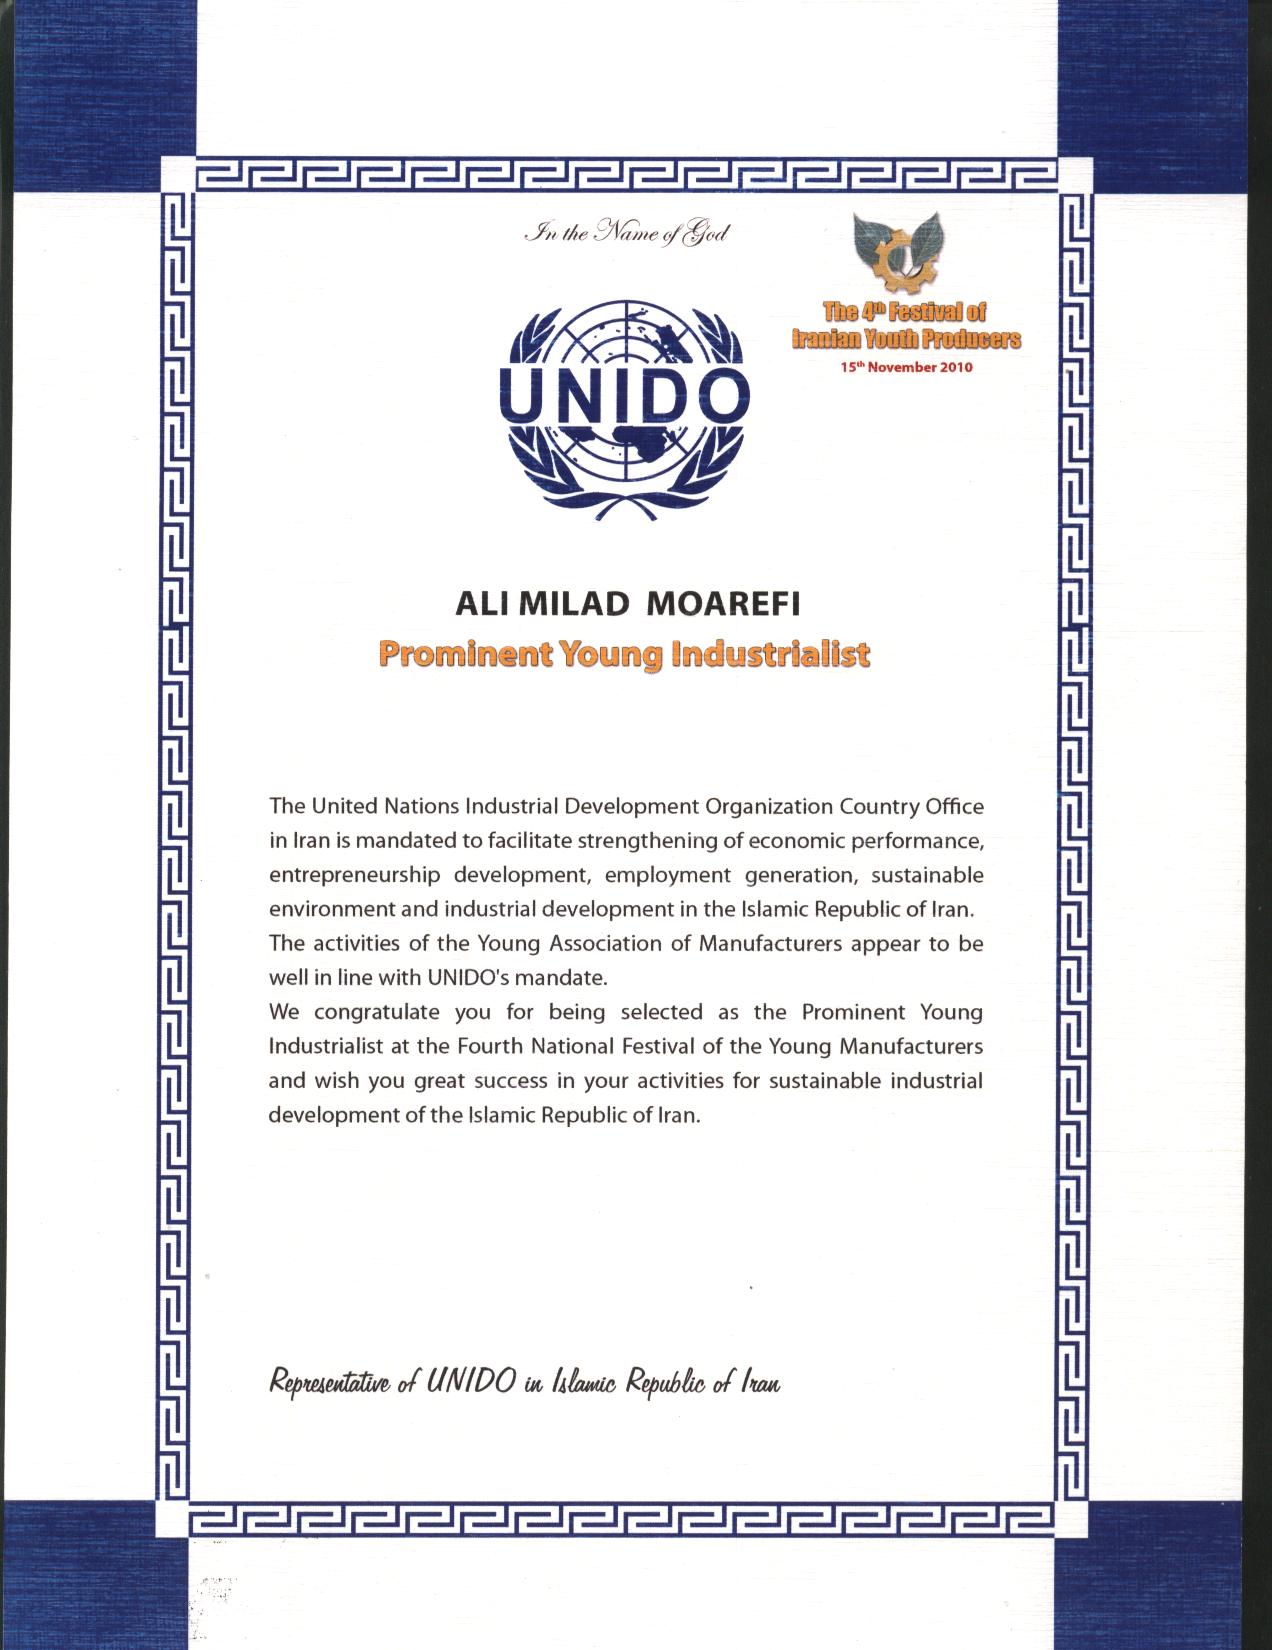 In the Name of God
The 4th Festival of
Iranian Youth Producers
15th November 2010
UNIDO
ALI MILAD MOAREFI
Prominent Young Industrialist
The United Nations Industrial Development Organization Country Office
in Iran is mandated to facilitate strengthening of economic performance,
entrepreneurship development, employment generation, sustainable
environment and industrial development in the Islamic Republic of Iran.
The activities of the Young Association of Manufacturers appear to be
well in line with UNIDO's mandate.
We congratulate you for being selected as the Prominent Young
Industrialist at the Fourth National Festival of the Young Manufacturers
and wish you great success in your activities for sustainable industrial
development of the Islamic Republic of Iran.
Representative of UNIDO in Islamic Republic of Iran